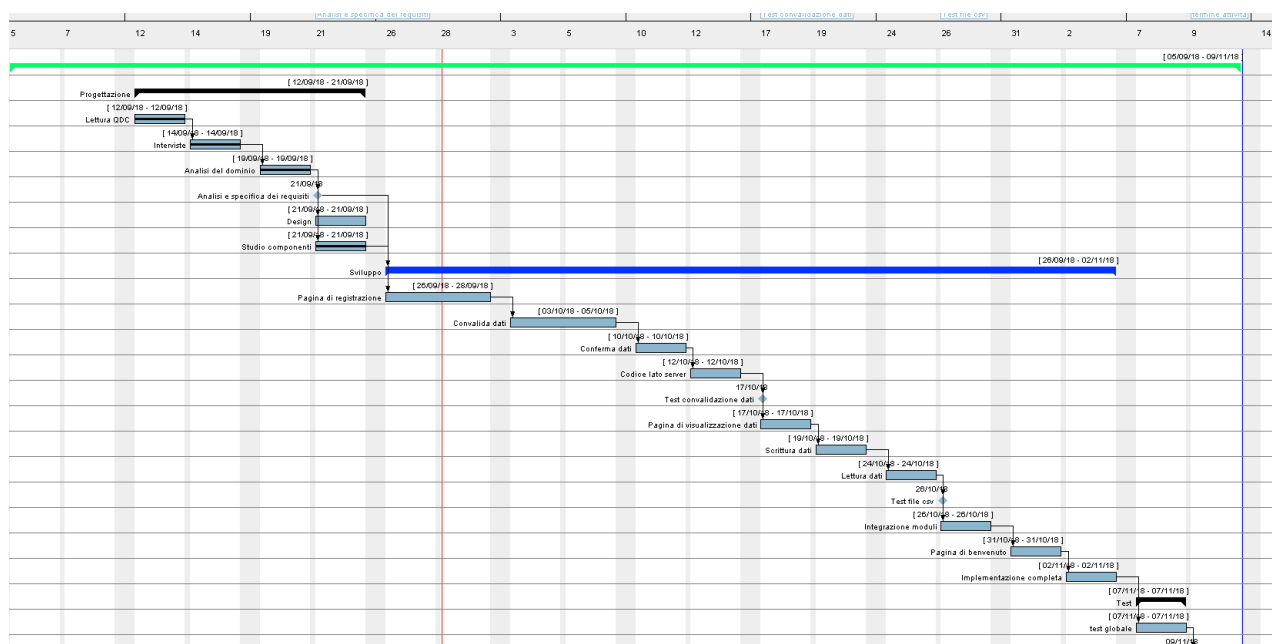 Analisi e specifica dei requisiti Test convalidazione dati Test file csv termine attività
5 7 12 14 19 21 26 28 3 5 10 12 17 19 24 26 31 2 7 9 14
[ 05/09/18 - 09/11/18 ]
[ 12/09/18 - 21/09/18 ]
Progettazione
[ 12/09/18 - 12/09/18 ]
Lettura QDC
[ 14/09/18 - 14/09/18 ]
Interviste
[ 19/09/18 - 19/09/18 ]
Analisi del dominio
21/09/18
Analisi e specifica dei requisiti
[ 21/09/18 - 21/09/18 ]
Design
[ 21/09/18 - 21/09/18 ]
Studio componenti
[ 26/09/18 - 02/11/18 ]
Sviluppo
[ 26/09/18 - 28/09/18 ]
Pagina di registrazione
[ 03/10/18 - 05/10/18 ]
Convalida dati
[ 10/10/18 - 10/10/18 ]
Conferma dati
[ 12/10/18 - 12/10/18 ]
Codice lato server
17/10/18
Test convalidazione dati
[ 17/10/18 - 17/10/18 ]
Pagina di visualizzazione dati
[ 19/10/18 - 19/10/18 ]
Scrittura dati
[ 24/10/18 - 24/10/18 ]
Lettura dati
26/10/18
Test file csv
[ 26/10/18 - 26/10/18 ]
Integrazione moduli
[ 31/10/18 - 31/10/18 ]
Pagina di benvenuto
[ 02/11/18 - 02/11/18 ]
Implementazione completa
[ 07/11/18 - 07/11/18 ]
Test
[ 07/11/18 - 07/11/18 ]
test globale
09/11/18